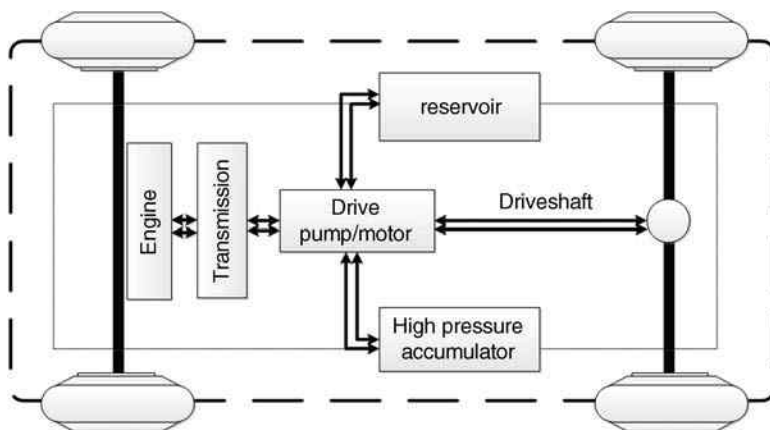 reservoir
Engine
Transmission
Drive
pump/motor
Driveshaft
High pressure
accumulator